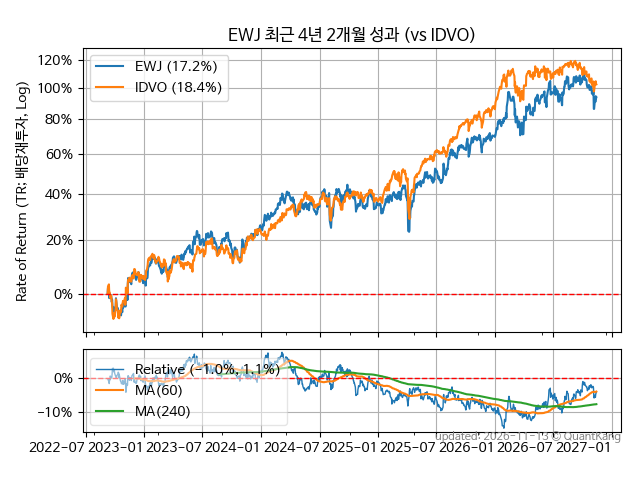 EWJ 최근 4년 2개월 성과 (vs IDVO)
Rate of Return (TR: 배당재투자, Log)
120%
100%
80%
60%
40%
20%
0%
EWJ (17.2%)
IDVO (18.4%)
0%
−10%
Relative (−1.0%, 1.1%)
MA(60)
MA(240)
updated: 2026-11-13 © QuantKang
2022-07 2023-01 2023-07 2024-01 2024-07 2025-01 2025-07 2026-01 2026-07 2027-01